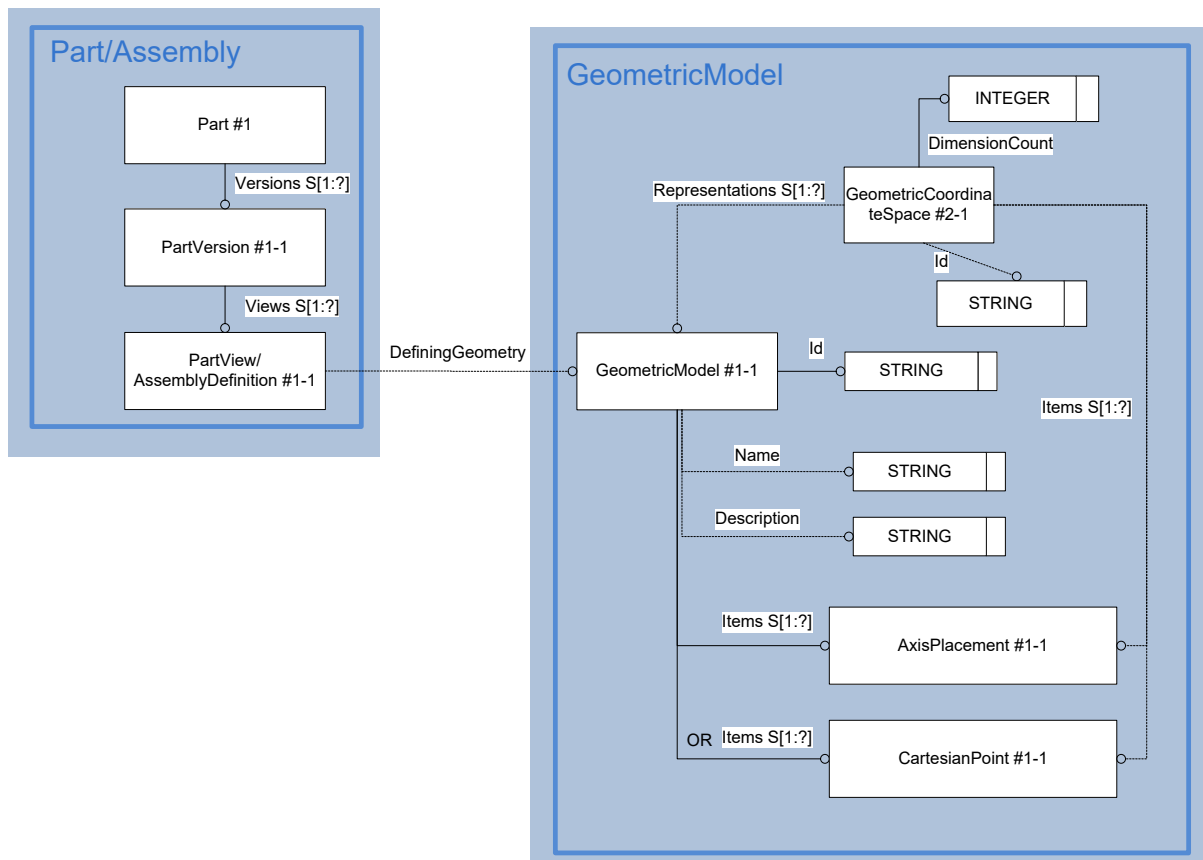 Part/Assembly
Part #1
Versions S[1:?]
PartVersion #1-1
Views S[1:?]
PartView/
AssemblyDefinition #1-1
DefiningGeometry
GeometricModel
INTEGER
DimensionCount
Representations S[1:?]
GeometricCoordina
teSpace #2-1
Id
STRING
GeometricModel #1-1
Id
STRING
Items S[1:?]
Name
STRING
Description
STRING
Items S[1:?]
AxisPlacement #1-1
OR
Items S[1:?]
CartesianPoint #1-1